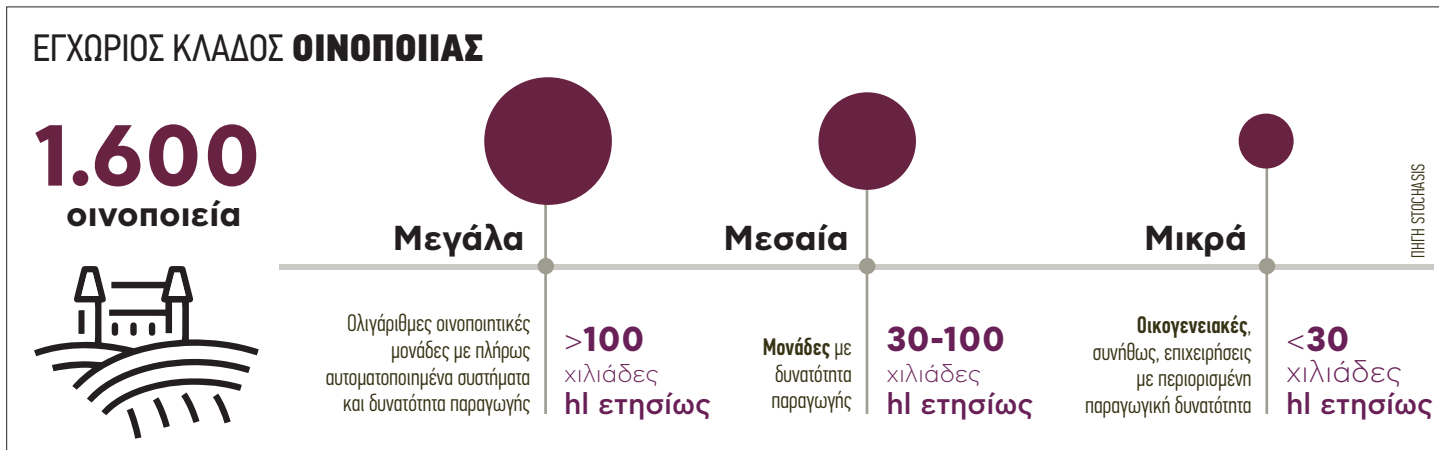 ΕΓΧΩΡΙΟΣ ΚΛΑΔΟΣ ΟΙΝΟΠΟΙΙΑΣ
1.600
οινοποιεία
Μεγάλα
Ολιγάριθμες οινοποιητικές
μονάδες με πλήρως
αυτοματοποιημένα συστήματα
και δυνατότητα παραγωγής
>100
χιλιάδες
hl ετησίως
Μεσαία
Μονάδες με
δυνατότητα
παραγωγής
30-100
χιλιάδες
hl ετησίως
Μικρά
Οικογενειακές,
συνήθως, επιχειρήσεις
με περιορισμένη
παραγωγική δυνατότητα
<30
χιλιάδες
hl ετησίως
ΠΗΓΗ STOCHASIS